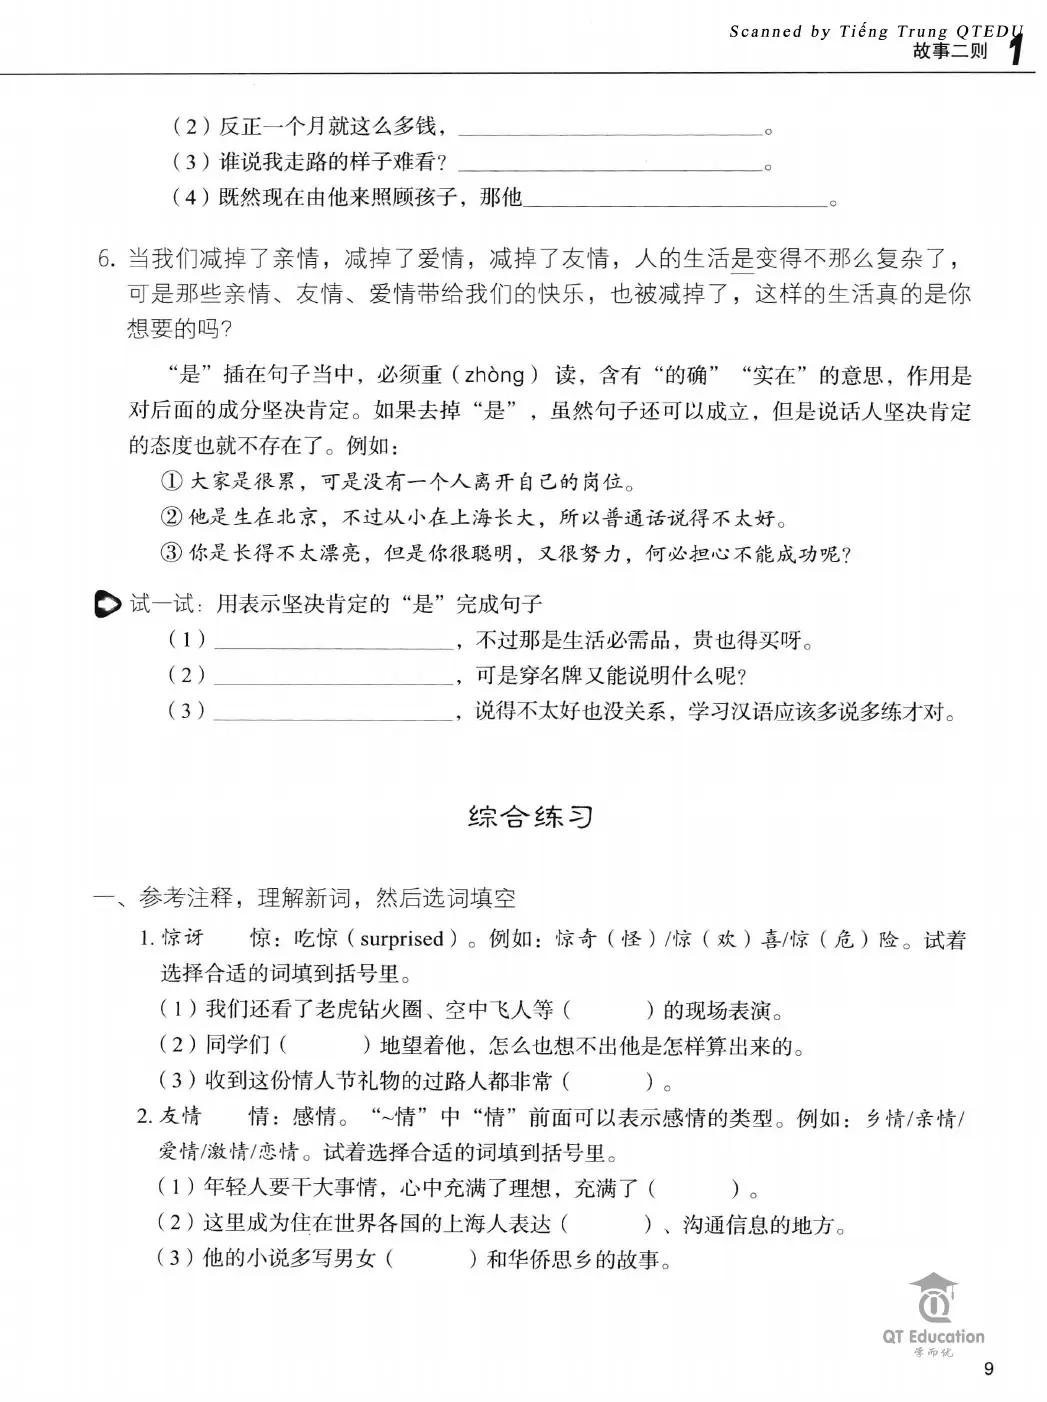 Scanned by Tiếng Trung QTEDU
故事二则 1
（2）反正一个月就这么多钱，____________________。
（3）谁说我走路的样子难看？____________________。
（4）既然现在由他来照顾孩子，那他____________________。
6. 当我们减掉了亲情，减掉了爱情，减掉了友情，人的生活是变得不那么复杂了，
可是那些亲情、友情、爱情带给我们的快乐，也被减掉了，这样的生活真的是你
想要的吗？
“是”插在句子当中，必须重（zhòng）读，含有“的确”“实在”的意思，作用是
对后面的成分坚决肯定。如果去掉“是”，虽然句子还可以成立，但是说话人坚决肯定
的态度也就不存在了。例如：
①大家是很累，可是没有一个人离开自己的岗位。
②他是生在北京，不过从小在上海长大，所以普通话说得不太好。
③你是长得不太漂亮，但是你很聪明，又很努力，何必担心不能成功呢？
试一试：用表示坚决肯定的“是”完成句子
（1）____________________，不过那是生活必需品，贵也得买呀。
（2）____________________，可是穿名牌又能说明什么呢？
（3）____________________，说得不太好也没关系，学习汉语应该多说多练才对。
综合练习
一、参考注释，理解新词，然后选词填空
1. 惊讶 惊：吃惊（surprised）。例如：惊奇（怪）/惊（欢）喜/惊（危）险。试着
选择合适的词填到括号里。
（1）我们还看了老虎钻火圈、空中飞人等（ ）的现场表演。
（2）同学们（ ）地望着他，怎么也想不出他是怎样算出来的。
（3）收到这份情人节礼物的过路人都非常（ ）。
2. 友情 情：感情。“~情”中“情”前面可以表示感情的类型。例如：乡情/亲情/
爱情/激情/恋情。试着选择合适的词填到括号里。
（1）年轻人要干大事情，心中充满了理想，充满了（ ）。
（2）这里成为住在世界各国的上海人表达（ ）、沟通信息的地方。
（3）他的小说多写男女（ ）和华侨思乡的故事。
QT Education
学而优
9